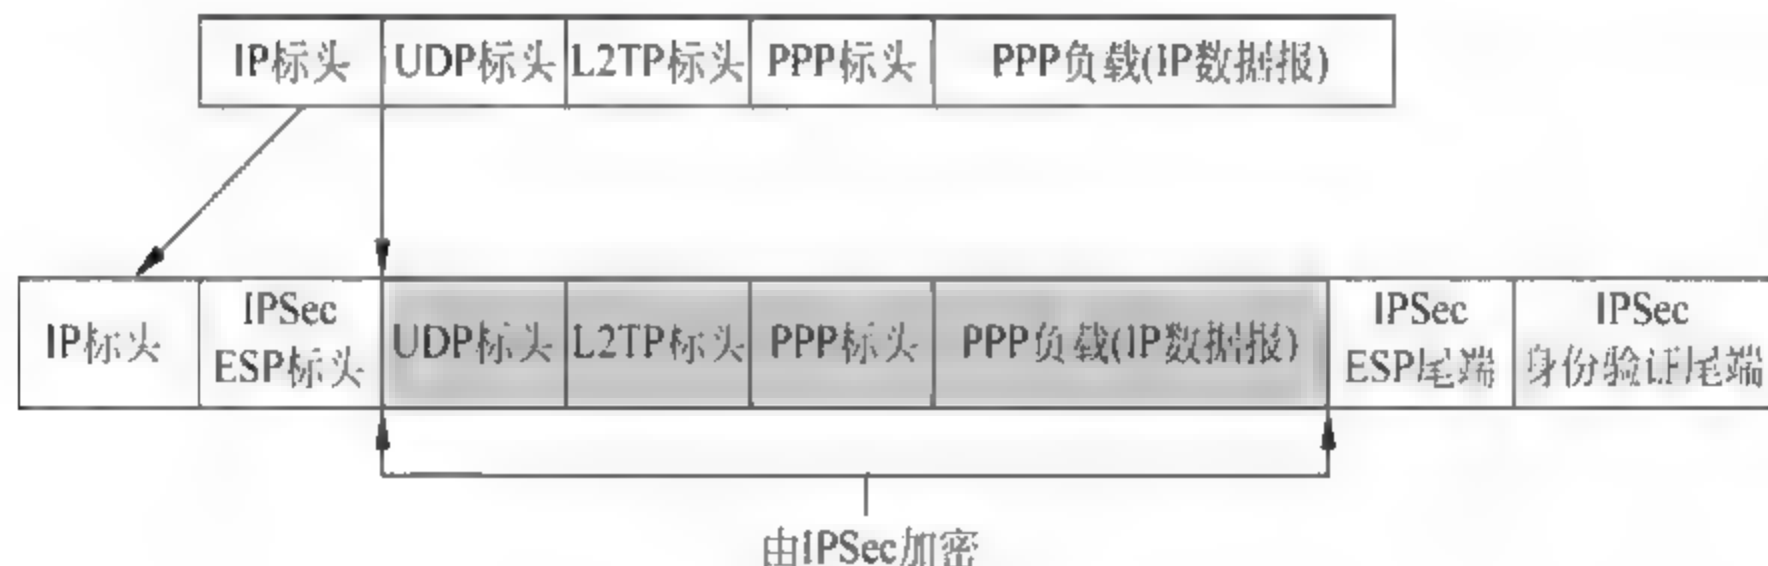 IP标头 UDP标头 L2TP标头 PPP标头 PPP负载(IP数据报)
IP标头 IPSec ESP标头 UDP标头 L2TP标头 PPP标头 PPP负载(IP数据报) IPSec ESP尾端 IPSec 身份验证尾端
由IPSec加密